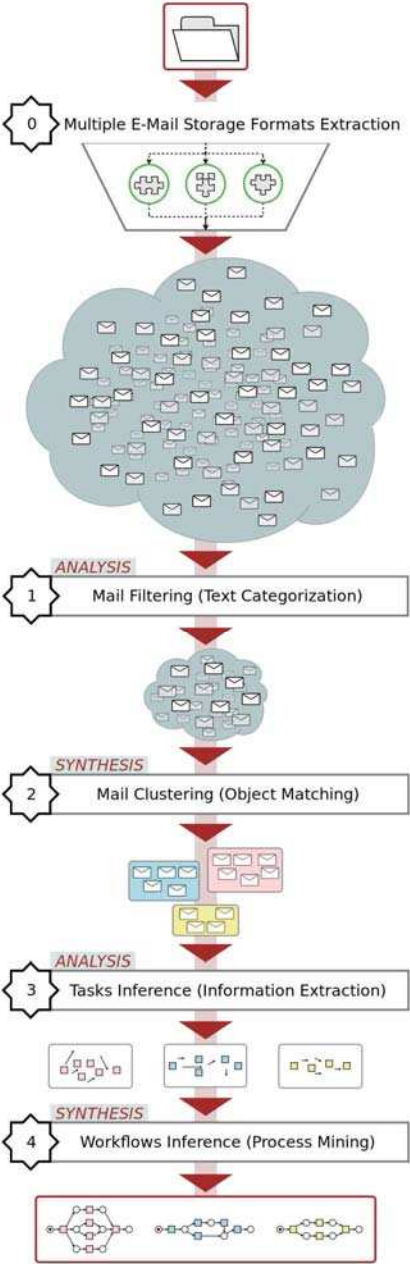 0
Multiple E-Mail Storage Formats Extraction
ANALYSIS
1
Mail Filtering (Text Categorization)
SYNTHESIS
2
Mail Clustering (Object Matching)
ANALYSIS
3
Tasks Inference (Information Extraction)
SYNTHESIS
4
Workflows Inference (Process Mining)